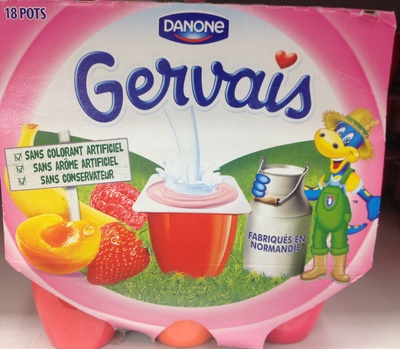 18 POTS
DANONE
Gervais
SANS COLORANT ARTIFICIEL
SANS ARÔME ARTIFICIEL
SANS CONSERVATEUR
FABRIQUÉS EN
NORMANDIE